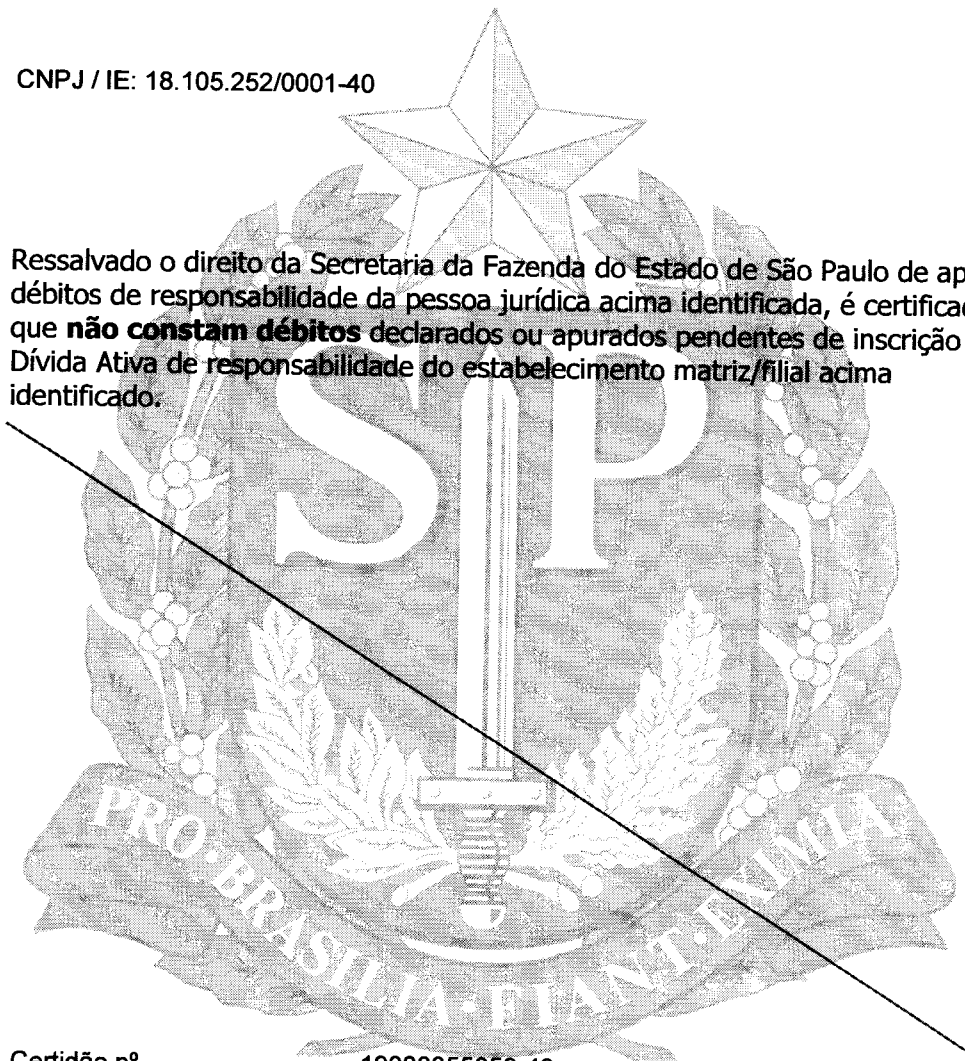 CNPJ / IE: 18.105.252/0001-40
Ressalvado o direito da Secretaria da Fazenda do Estado de São Paulo de
débitos de responsabilidade da pessoa jurídica acima identificada, é
que não constam débitos declarados ou apurados pendentes de inscrição
Dívida Ativa de responsabilidade do estabelecimento matriz/filial acima
identificado.
SP
PRO•BRASILIA•FIANT•EXIMIA
Certidão nº